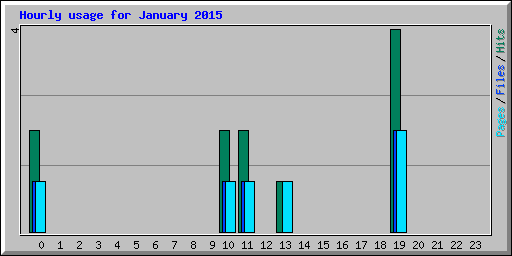 Hourly usage for January 2015
4
Pages/Files/Hits
0 1 2 3 4 5 6 7 8 9 10 11 12 13 14 15 16 17 18 19 20 21 22 23